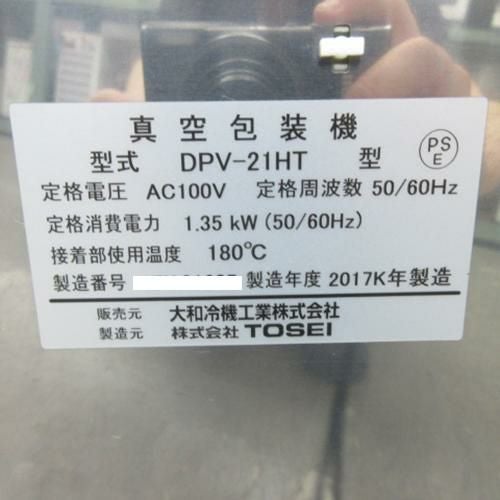 真空包装機
型式 DPV-21HT 型 PSE
定格電圧 AC100V 定格周波数 50/60Hz
定格消費電力 1.35 kW (50/60Hz)
接着部使用温度 180℃
製造番号 製造年度 2017K年製造
販売元 大和冷機工業株式会社
製造元 株式会社 TOSEI